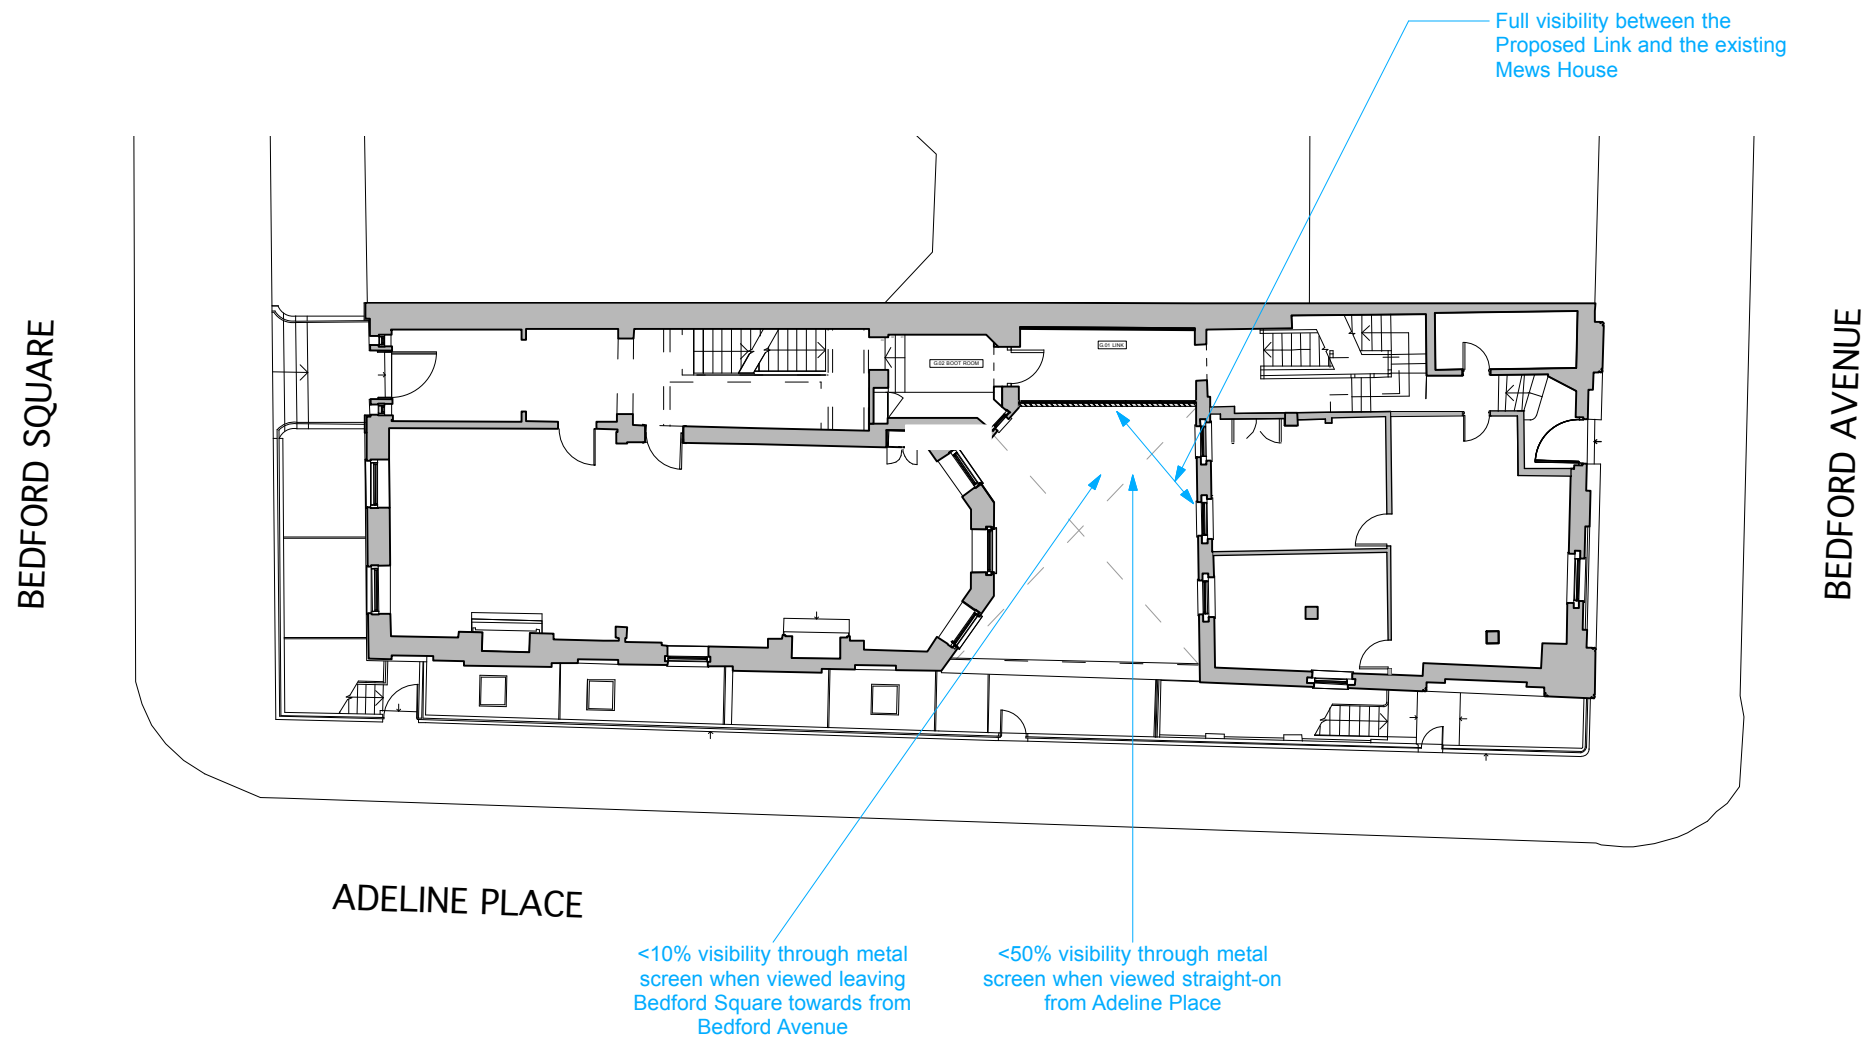 Full visibility between the
Proposed Link and the existing
Mews House
BEDFORD SQUARE
G.02 BOOT ROOM
G.01 LINK
BEDFORD AVENUE
ADELINE PLACE
<10% visibility through metal
screen when viewed leaving
Bedford Square towards from
Bedford Avenue
<50% visibility through metal
screen when viewed straight-on
from Adeline Place